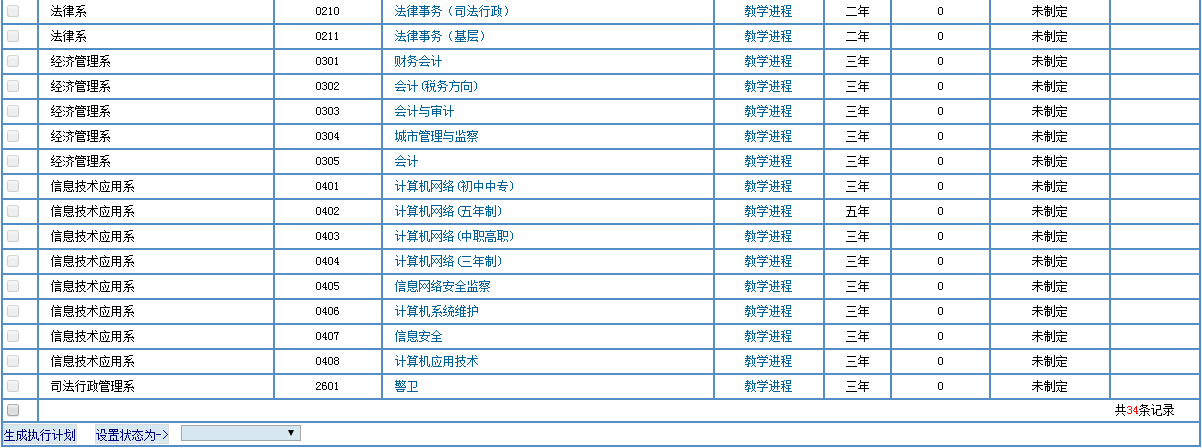 法律系 0210 法律事务（司法行政） 教学进程 二年 0 未制定
法律系 0211 法律事务（基层） 教学进程 二年 0 未制定
经济管理系 0301 财务会计 教学进程 三年 0 未制定
经济管理系 0302 会计(税务方向) 教学进程 三年 0 未制定
经济管理系 0303 会计与审计 教学进程 三年 0 未制定
经济管理系 0304 城市管理与监察 教学进程 三年 0 未制定
经济管理系 0305 会计 教学进程 三年 0 未制定
信息技术应用系 0401 计算机网络(初中中专) 教学进程 三年 0 未制定
信息技术应用系 0402 计算机网络(五年制) 教学进程 五年 0 未制定
信息技术应用系 0403 计算机网络(中职高职) 教学进程 三年 0 未制定
信息技术应用系 0404 计算机网络(三年制) 教学进程 三年 0 未制定
信息技术应用系 0405 信息网络安全监察 教学进程 三年 0 未制定
信息技术应用系 0406 计算机系统维护 教学进程 三年 0 未制定
信息技术应用系 0407 信息安全 教学进程 三年 0 未制定
信息技术应用系 0408 计算机应用技术 教学进程 三年 0 未制定
司法行政管理系 2601 警卫 教学进程 三年 0 未制定
共34条记录
生成执行计划 设置状态为->